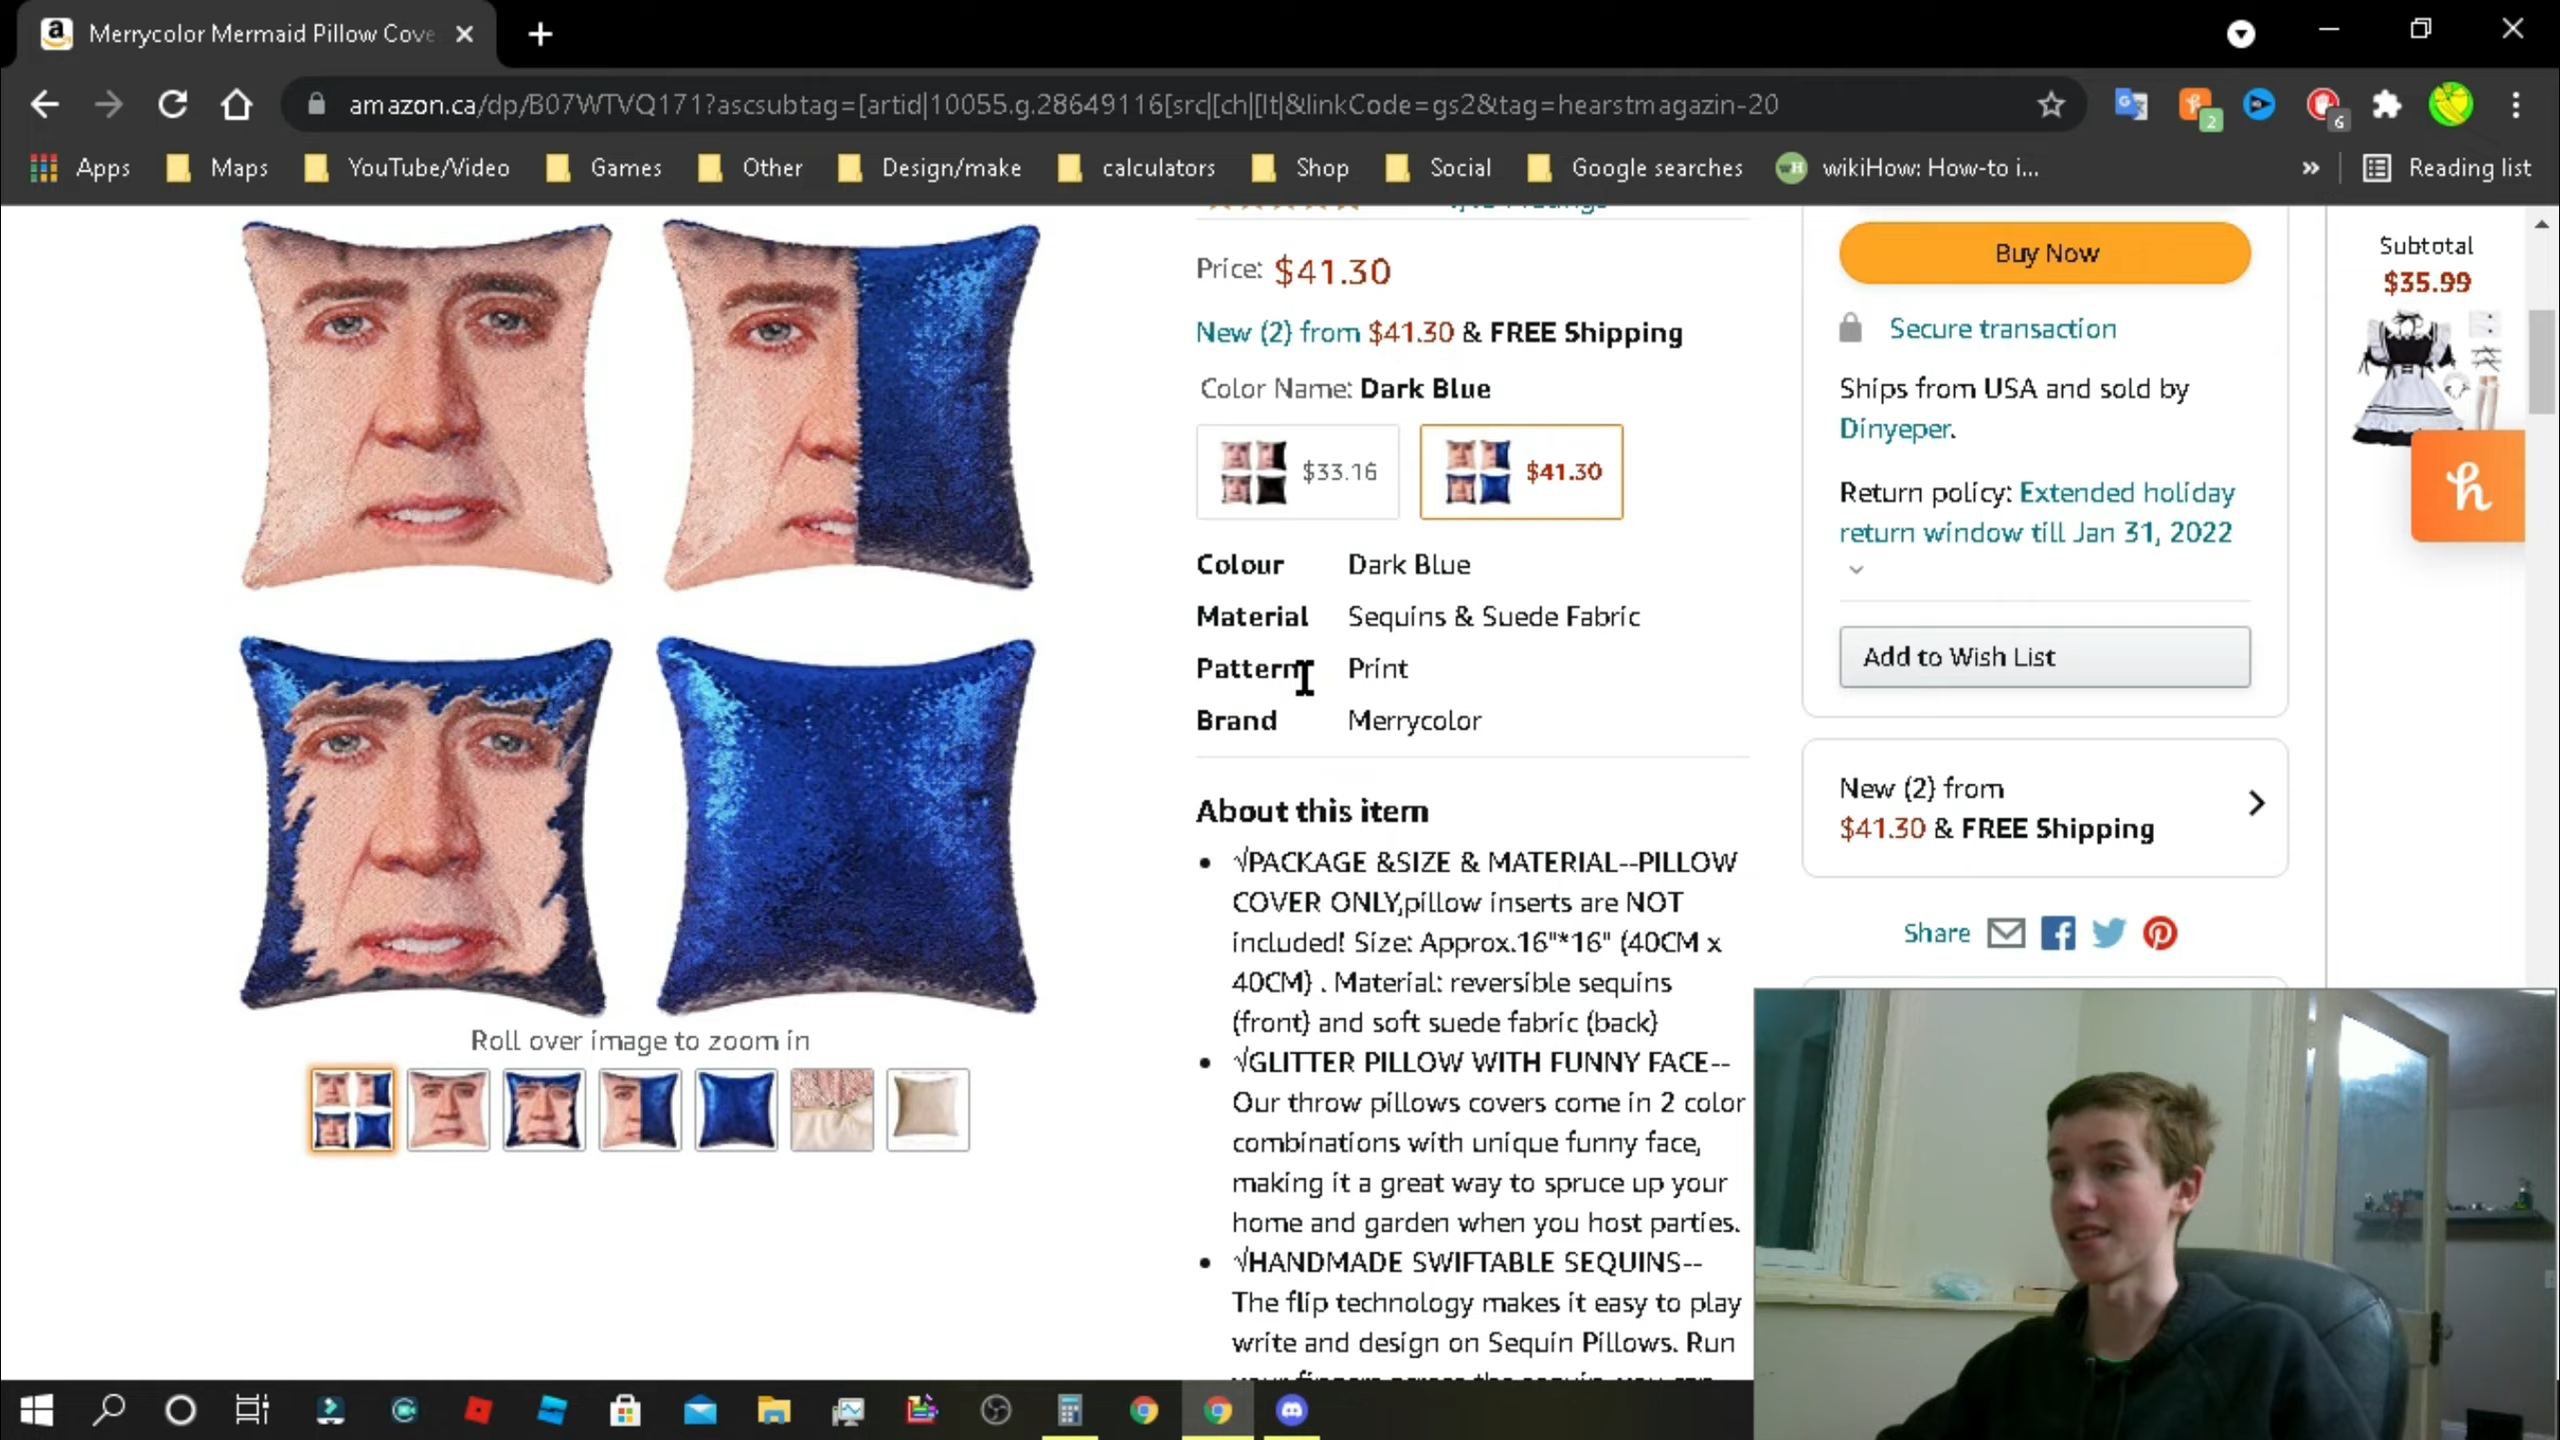 Merrycolor Mermaid Pillow Cove
amazon.ca/dp/B07WTVQ171?ascsubtag=[artid|10055.g.28649116[src|[ch|[lt|&linkCode=gs2&tag=hearstmagazin-20
2
6
Apps
Maps
YouTube/Video
Games
Other
Design/make
calculators
Shop
Social
Google searches
wikiHow: How-to i...
»
Reading list
Roll over image to zoom in
Price: $41.30
New (2) from $41.30 & FREE Shipping
Color Name: Dark Blue
$33.16
$41.30
Colour Dark Blue
Material Sequins & Suede Fabric
Pattern Print
Brand Merrycolor
About this item
• √PACKAGE &SIZE & MATERIAL--PILLOW
COVER ONLY,pillow inserts are NOT
included! Size: Approx.16"*16" (40CM x
40CM) . Material: reversible sequins
(front) and soft suede fabric (back)
• √GLITTER PILLOW WITH FUNNY FACE--
Our throw pillows covers come in 2 color
combinations with unique funny face,
making it a great way to spruce up your
home and garden when you host parties.
• √HANDMADE SWIFTABLE SEQUINS--
The flip technology makes it easy to play
write and design on Sequin Pillows. Run
Buy Now
Secure transaction
Ships from USA and sold by
Dinyeper.
Return policy: Extended holiday
return window till Jan 31, 2022
Add to Wish List
New (2) from
$41.30 & FREE Shipping
Share
Subtotal
$35.99
h